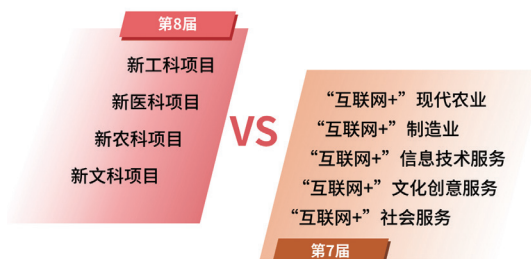 第8届
新工科项目
新医科项目
新农科项目
新文科项目
VS
“互联网+”现代农业
“互联网+”制造业
“互联网+”信息技术服务
“互联网+”文化创意服务
“互联网+”社会服务
第7届